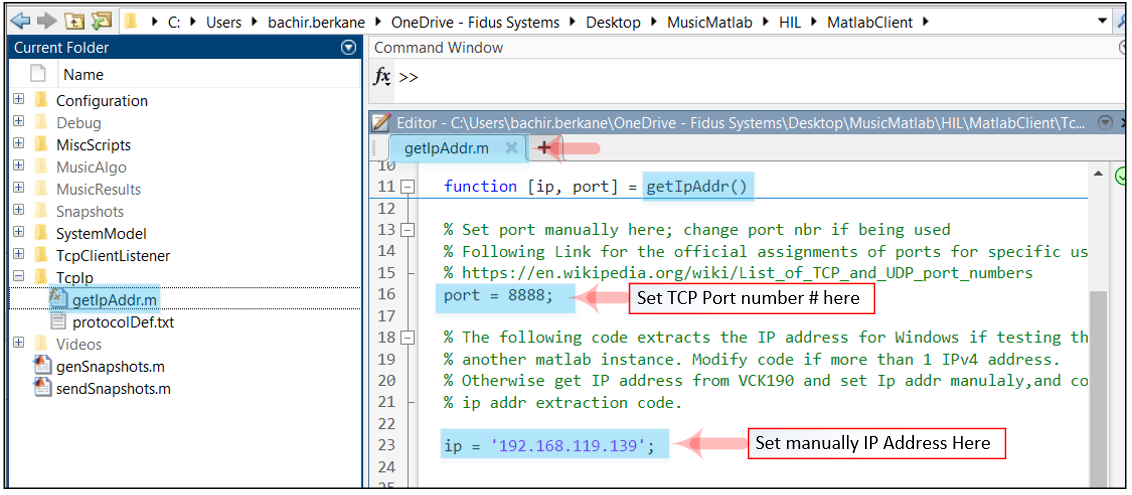 C: Users bachir.berkane OneDrive - Fidus Systems Desktop MusicMatlab HIL MatlabClient
Current Folder
Name
Configuration
Debug
MiscScripts
MusicAlgo
MusicResults
Snapshots
SystemModel
TcpClientListener
TcpIp
getIpAddr.m
protocolDef.txt
Videos
genSnapshots.m
sendSnapshots.m
Command Window
fx >>
Editor - C:\Users\bachir.berkane\OneDrive - Fidus Systems\Desktop\MusicMatlab\HIL\MatlabClient\Tc...
getIpAddr.m
10
11 function [ip, port] = getIpAddr()
12
13 % Set port manually here; change port nbr if being used
14 % Following Link for the official assignments of ports for specific us
15 % https://en.wikipedia.org/wiki/List_of_TCP_and_UDP_port_numbers
16 port = 8888; Set TCP Port number # here
17
18 % The following code extracts the IP address for Windows if testing th
19 % another matlab instance. Modify code if more than 1 IPv4 address.
20 % Otherwise get IP address from VCK190 and set Ip addr manulaly,and co
21 % ip addr extraction code.
22
23 ip = '192.168.119.139'; Set manually IP Address Here
24
25